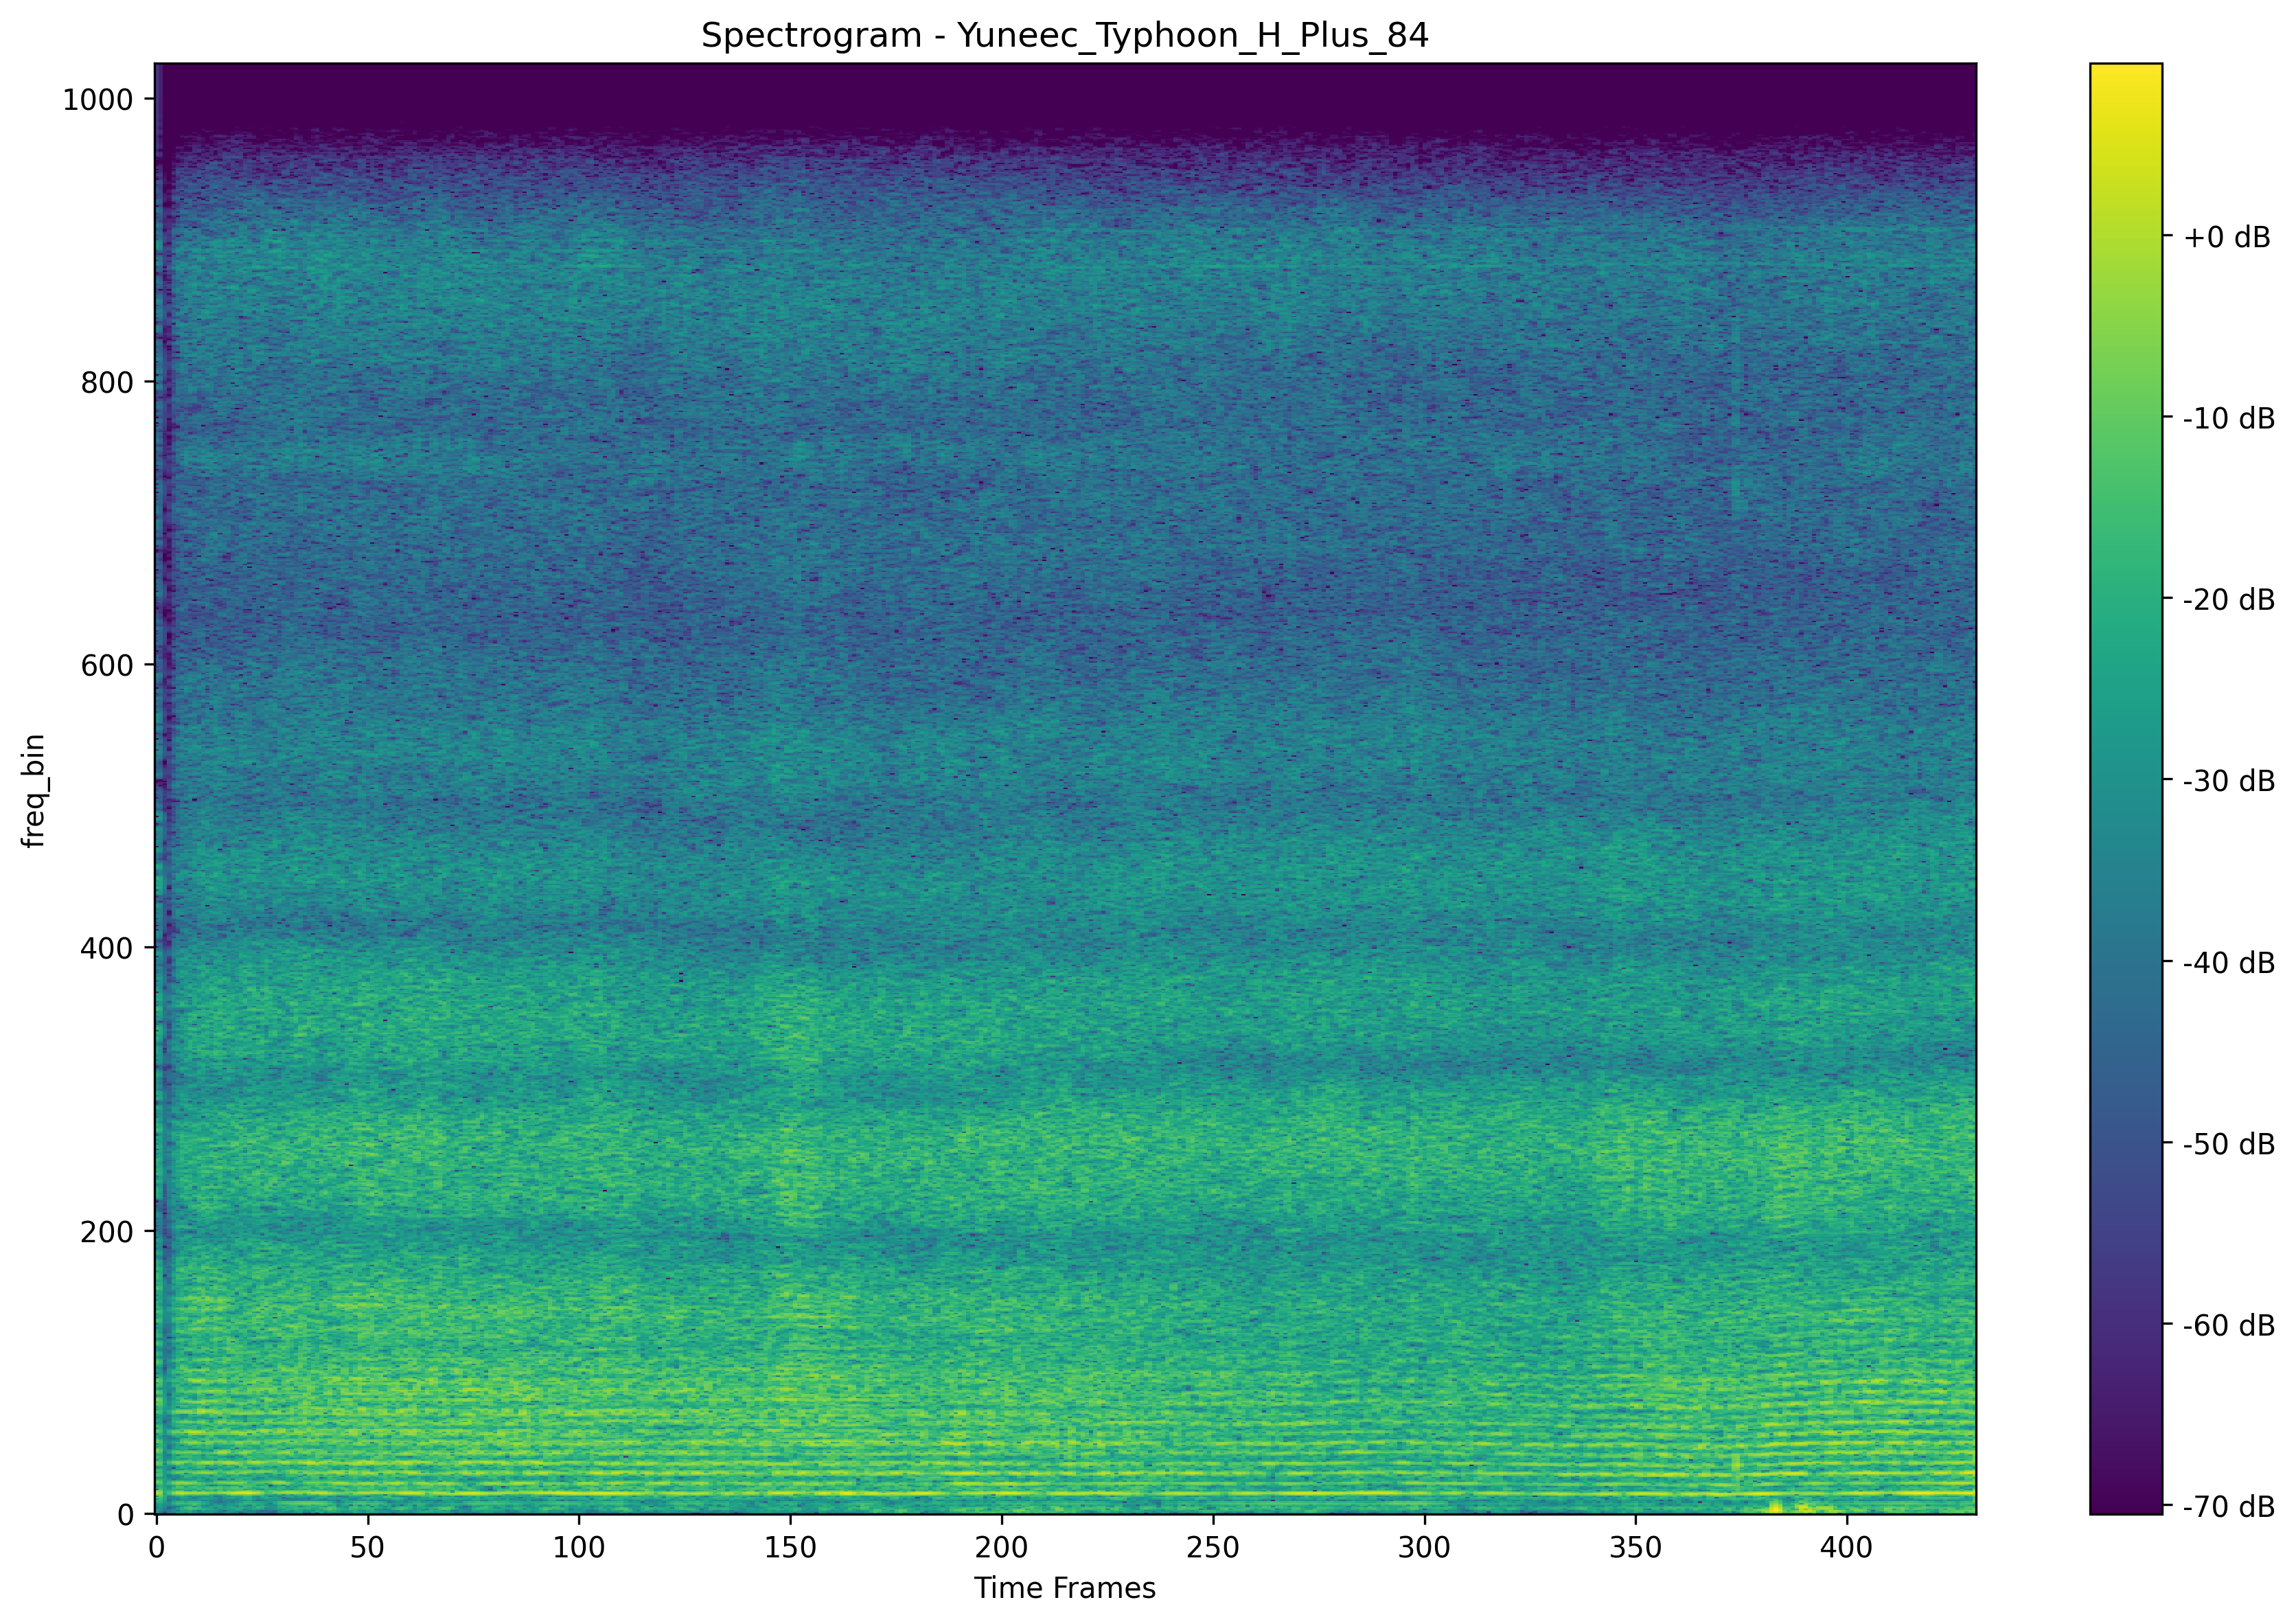 Spectrogram - Yuneec_Typhoon_H_Plus_84
1000
800
600
400
200
0
freq_bin
0 50 100 150 200 250 300 350 400
Time Frames
+0 dB
-10 dB
-20 dB
-30 dB
-40 dB
-50 dB
-60 dB
-70 dB